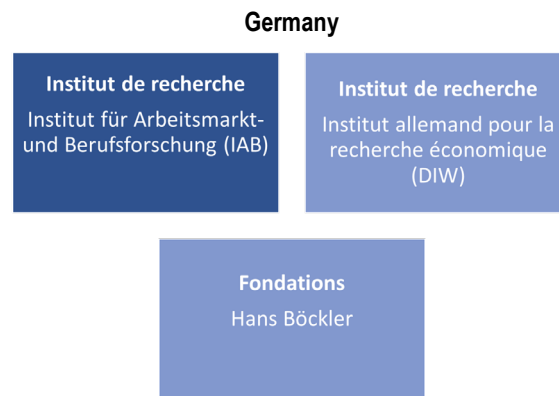 Germany
Institut de recherche
Institut für Arbeitsmarkt-
und Berufsforschung (IAB)
Institut de recherche
Institut allemand pour la
recherche économique
(DIW)
Fondations
Hans Böckler